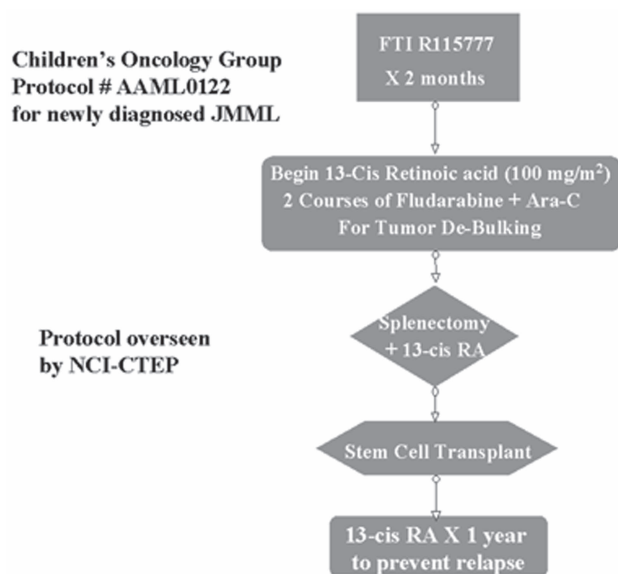 Children's Oncology Group
Protocol # AAML0122
for newly diagnosed JMML
FTI R115777
X 2 months
Begin 13-Cis Retinoic acid (100 mg/m²)
2 Courses of Fludarabine + Ara-C
For Tumor De-Bulking
Protocol overseen
by NCI-CTEP
Splenectomy
+ 13-cis RA
Stem Cell Transplant
13-cis RA X 1 year
to prevent relapse